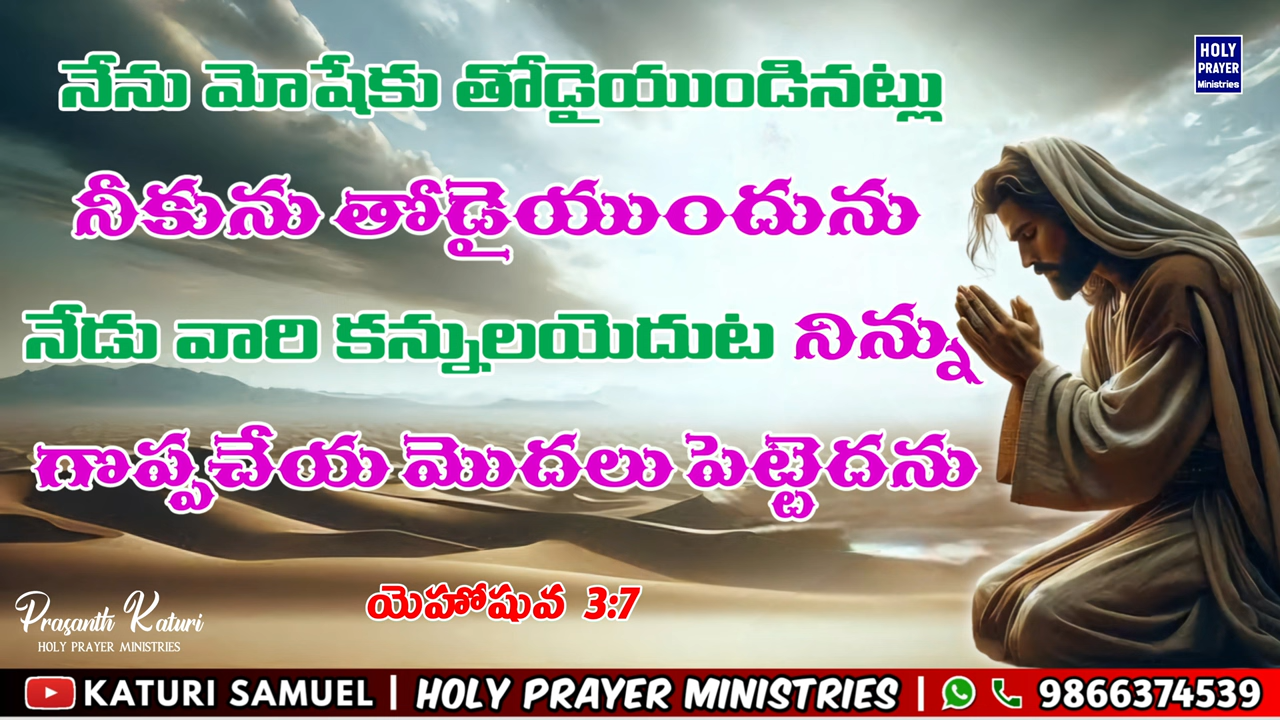 నేను మోషేకు తోడైయుండినట్లు
HOLY
PRAYER
Ministries
నీకును తోడైయుందును
నేడు వారి కన్నులయెదుట నిన్ను
గొప్పచేయ మొదలు పెట్టెదను
యెహోషువ 3:7
Prasanth Katuri
HOLY PRAYER MINISTRIES
KATURI SAMUEL | HOLY PRAYER MINISTRIES | 9866374539